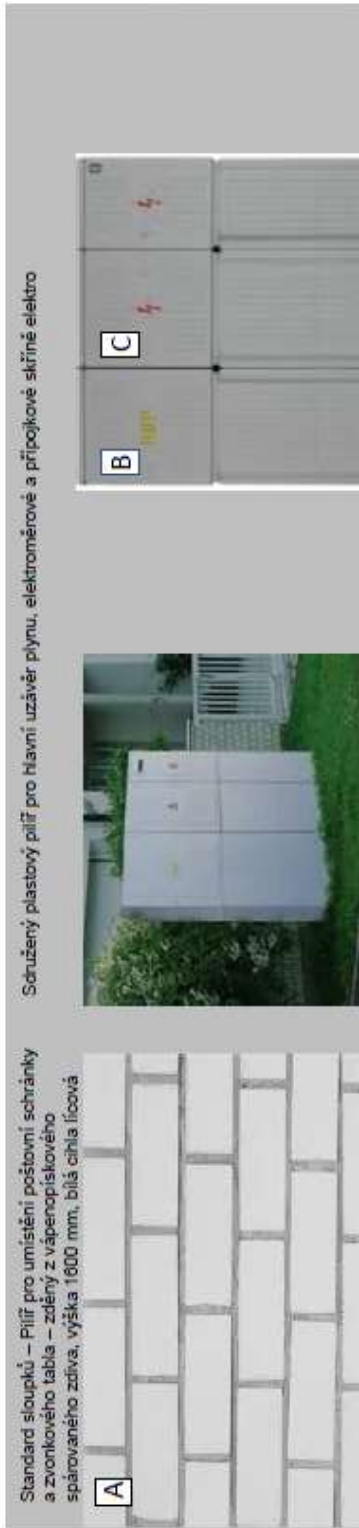 Standard sloupků – Pilíř pro umístění poštovní schránky
a zvonkového tabla – zděný z vápenopískového
spárovaného zdiva, výška 1600 mm, bílá cihla lícová
A
Sdružený plastový pilíř pro hlavní uzávěr plynu, elektroměrové a přípojkové skříně elektro
B
C
HUP